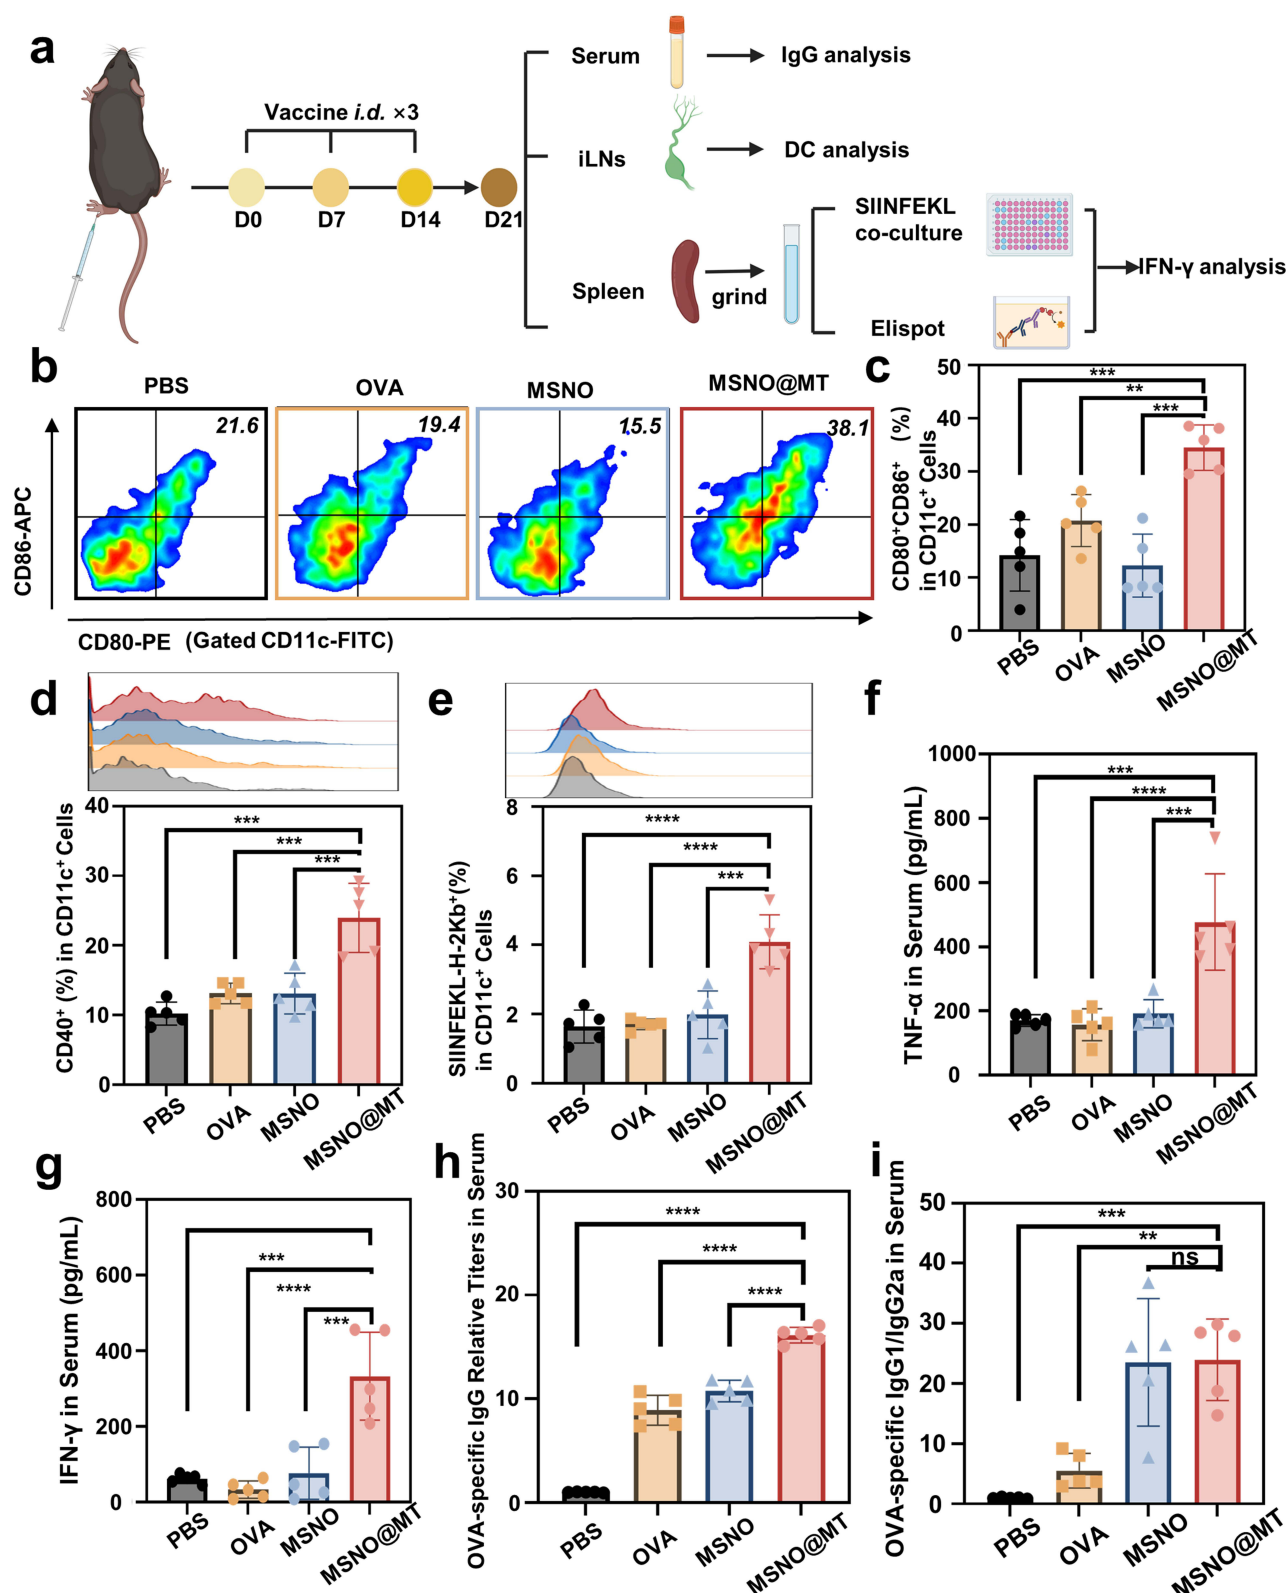 a
Vaccine i.d. ×3
D0 D7 D14 D21
Serum
IgG analysis
iLNs
DC analysis
Spleen
grind
SIINFEKL
co-culture
Elispot
IFN-γ analysis
b
PBS OVA MSNO MSNO@MT
21.6 19.4 15.5 38.1
CD86-APC
CD80-PE (Gated CD11c-FITC)
c
CD80⁺CD86⁺ (%)
in CD11c⁺ Cells
50
40
30
20
10
0
***
**
***
PBS OVA MSNO MSNO@MT
d
CD40⁺ (%) in CD11c⁺ Cells
40
30
20
10
0
***
***
***
PBS OVA MSNO MSNO@MT
e
SIINFEKL-H-2Kb⁺(%)
in CD11c⁺ Cells
8
6
4
2
0
****
****
***
PBS OVA MSNO MSNO@MT
f
TNF-α in Serum (pg/mL)
1000
800
600
400
200
0
***
****
***
PBS OVA MSNO MSNO@MT
g
IFN-γ in Serum (pg/mL)
800
600
400
200
0
***
****
***
PBS OVA MSNO MSNO@MT
h
OVA-specific IgG Relative Titers in Serum
30
20
10
0
****
****
****
PBS OVA MSNO MSNO@MT
i
OVA-specific IgG1/IgG2a in Serum
50
40
30
20
10
0
***
**
ns
PBS OVA MSNO MSNO@MT